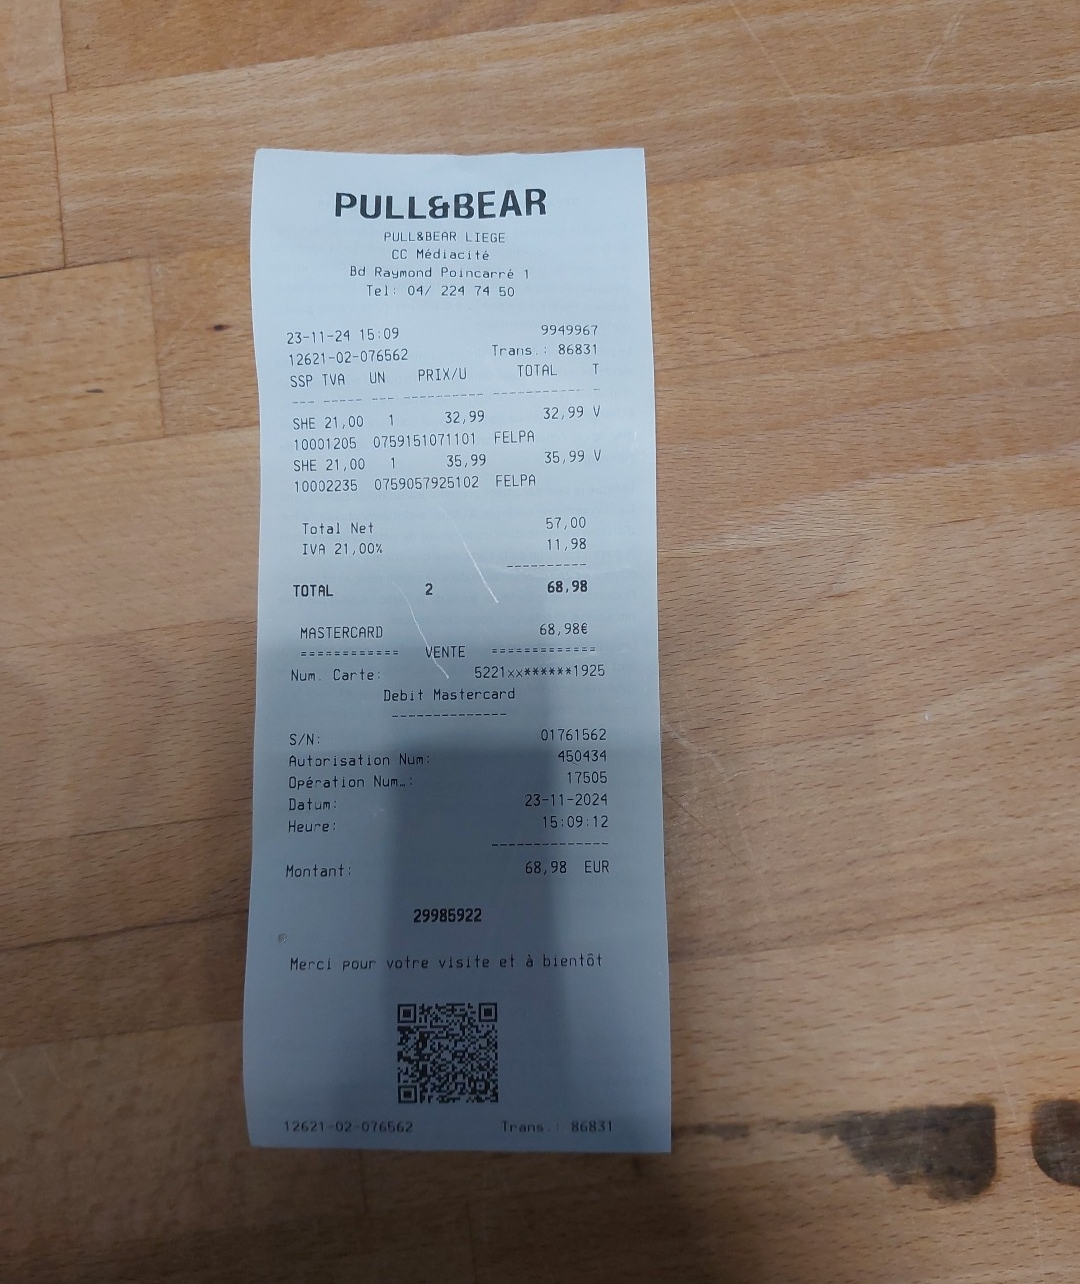 PULL&BEAR
PULL&BEAR LIEGE
CC Médiacité
Bd Raymond Poincarré 1
Tel: 04/ 224 74 50
23-11-24 15:09 9949967
12621-02-076562 Trans.: 86831
SSP TVA UN PRIX/U TOTAL T
--- ----- --- ---------- ----------- -
SHE 21,00 1 32,99 32,99 V
10001205 0759151071101 FELPA
SHE 21,00 1 35,99 35,99 V
10002235 0759057925102 FELPA
Total Net 57,00
IVA 21,00% 11,98
----------
TOTAL 2 68,98
MASTERCARD 68,98€
============ VENTE =============
Num. Carte: 5221xx******1925
Debit Mastercard
--------------
S/N: 01761562
Autorisation Num: 450434
Opération Num…: 17505
Datum: 23-11-2024
Heure: 15:09:12
--------------
Montant: 68,98 EUR
29985922
Merci pour votre visite et à bientôt
12621-02-076562 Trans.: 86831